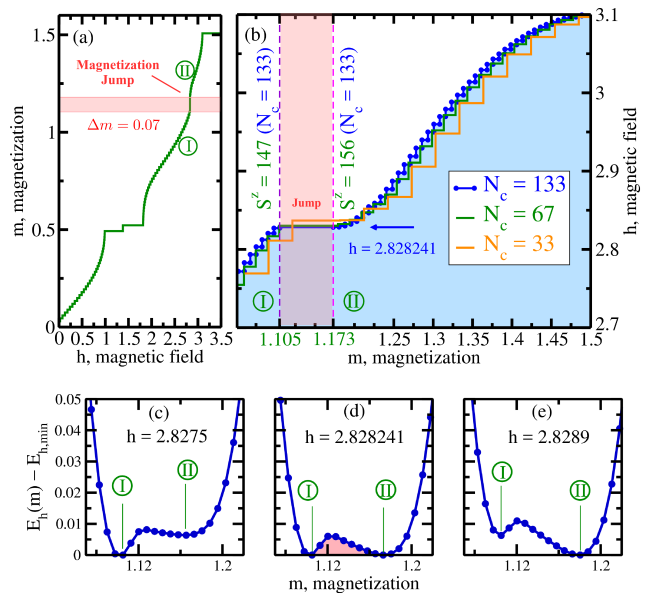 (a)
Magnetization
Jump
II
Δm = 0.07
I
m, magnetization
0
0.5
1
1.5
0 0.5 1 1.5 2 2.5 3 3.5
h, magnetic field
(b)
S^z = 147 (N_c = 133)
S^z = 156 (N_c = 133)
Jump
N_c = 133
N_c = 67
N_c = 33
h = 2.828241
I
II
3.1
3
2.9
2.8
2.7
h, magnetic field
1.105 1.173 1.25 1.3 1.35 1.4 1.45 1.5
m, magnetization
E_h(m) − E_h,min
0.05
0.04
0.03
0.02
0.01
0
(c)
h = 2.8275
I
II
1.12 1.2
(d)
h = 2.828241
I
II
1.12 1.2
(e)
h = 2.8289
I
II
1.12 1.2
m, magnetization